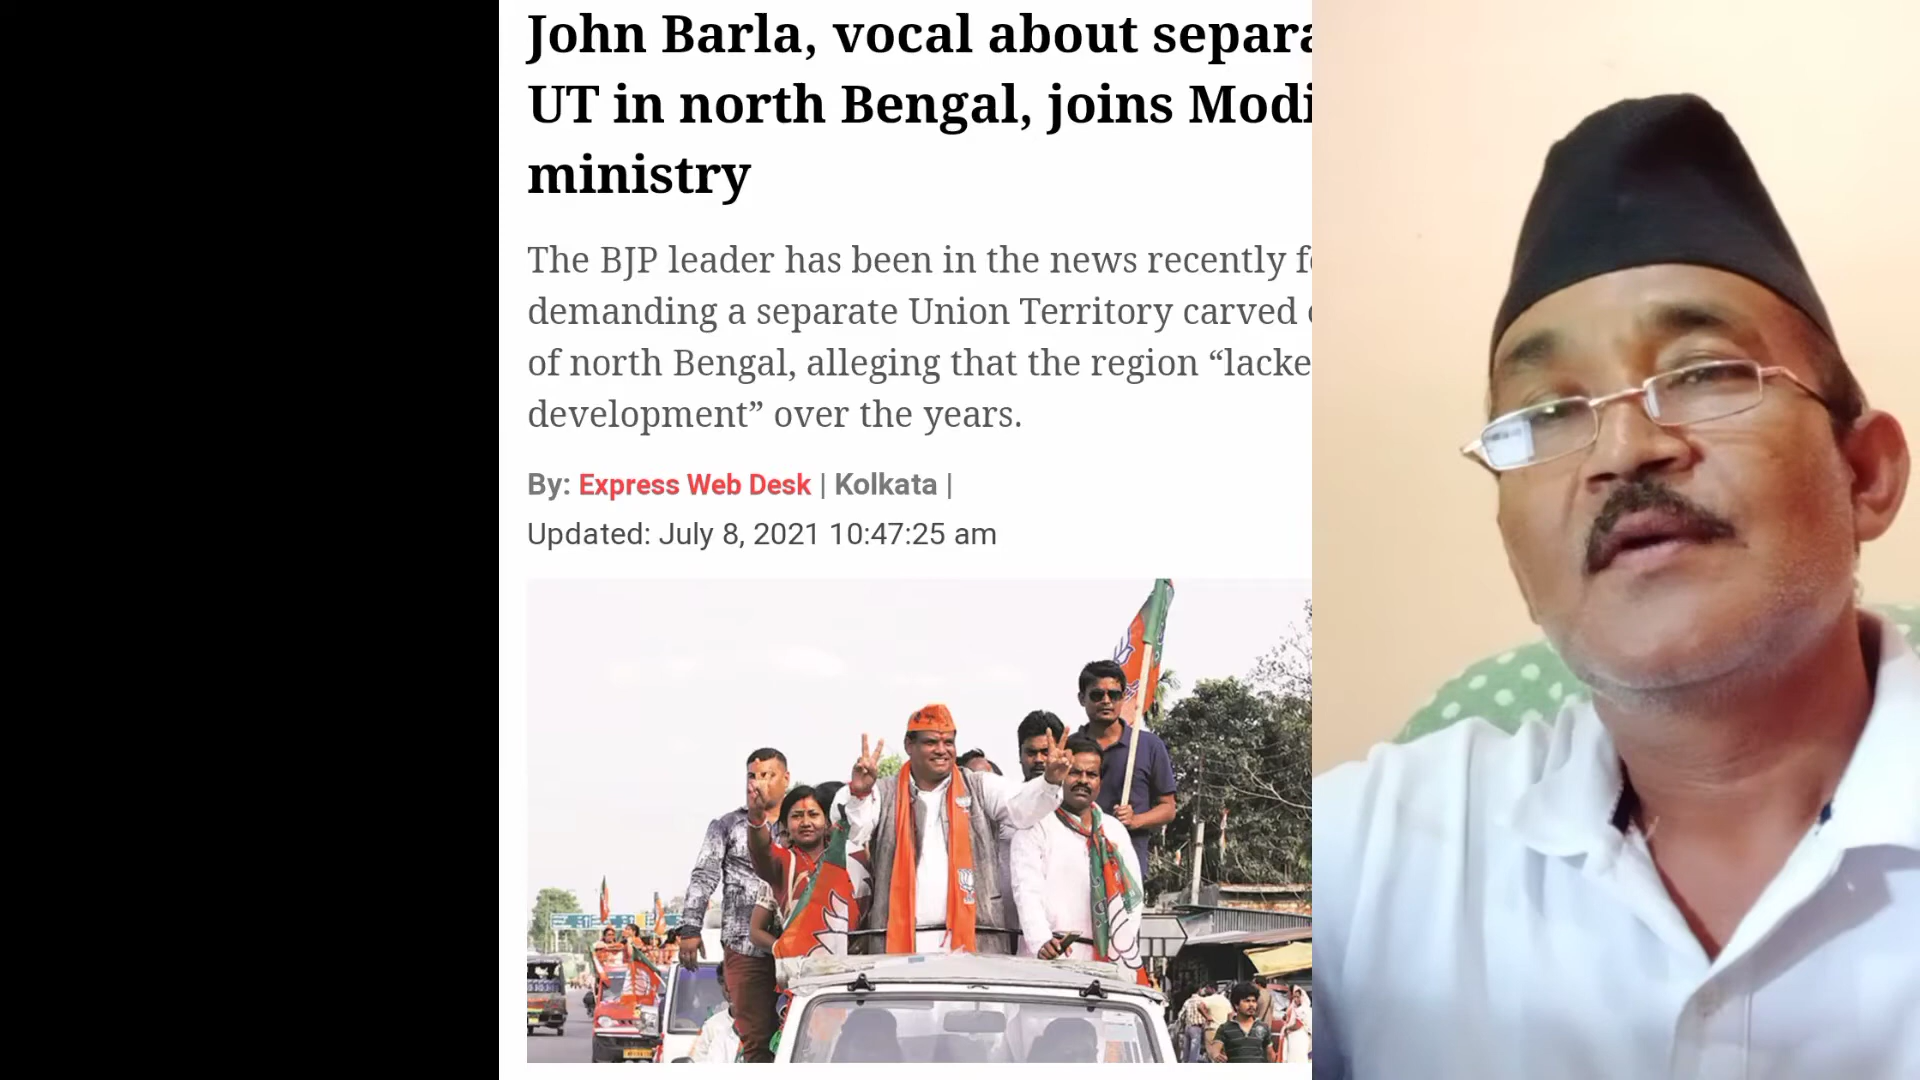 John Barla, vocal about separa
UT in north Bengal, joins Modi
ministry
The BJP leader has been in the news recently f
demanding a separate Union Territory carved
of north Bengal, alleging that the region “lacke
development” over the years.
By: Express Web Desk | Kolkata |
Updated: July 8, 2021 10:47:25 am